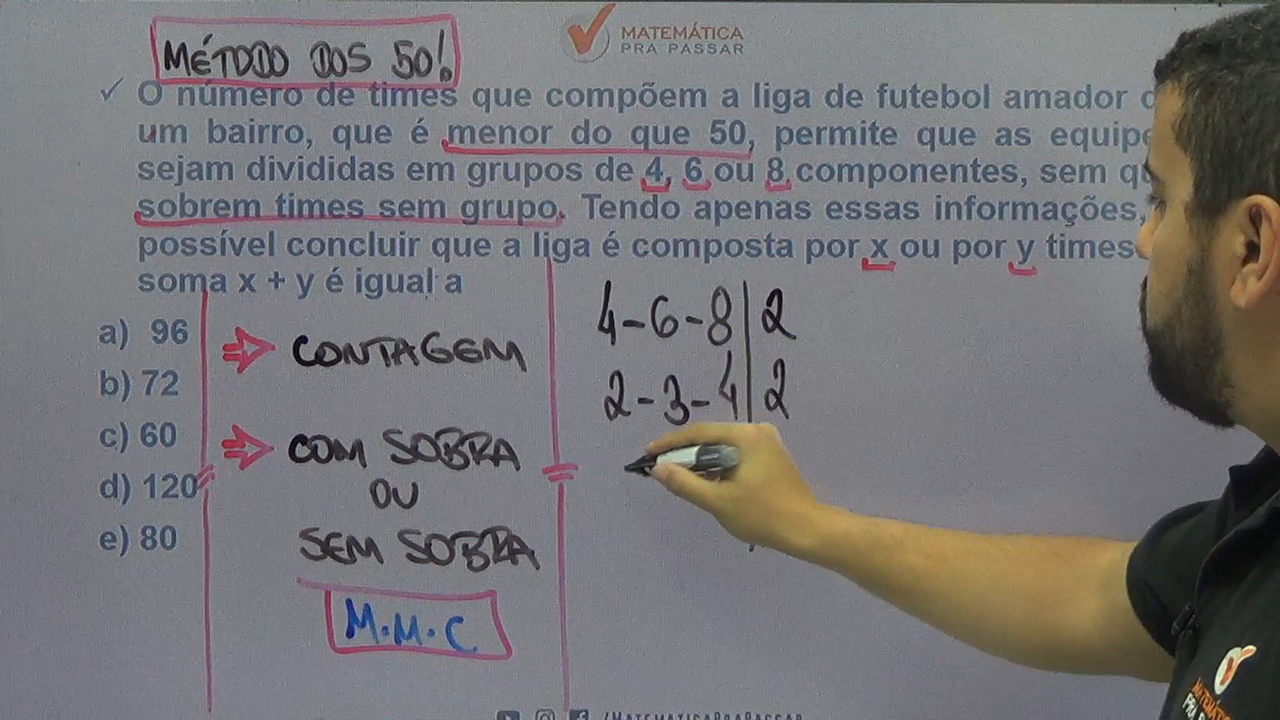 MÉTODO DOS 50!
MATEMÁTICA
PRA PASSAR
✓ O número de times que compõem a liga de futebol amador
um bairro, que é menor do que 50, permite que as
sejam divididas em grupos de 4, 6 ou 8 componentes, sem
sobrem times sem grupo. Tendo apenas essas informações,
possível concluir que a liga é composta por x ou por y times
soma x + y é igual a
a) 96
b) 72
c) 60
d) 120
e) 80
⇒ CONTAGEM
⇒ COM SOBRA
OU
SEM SOBRA
M.M.C.
4-6-8|2
2-3-4|2
/MATEMATICAPRAPASSAR
MATEMÁTICA